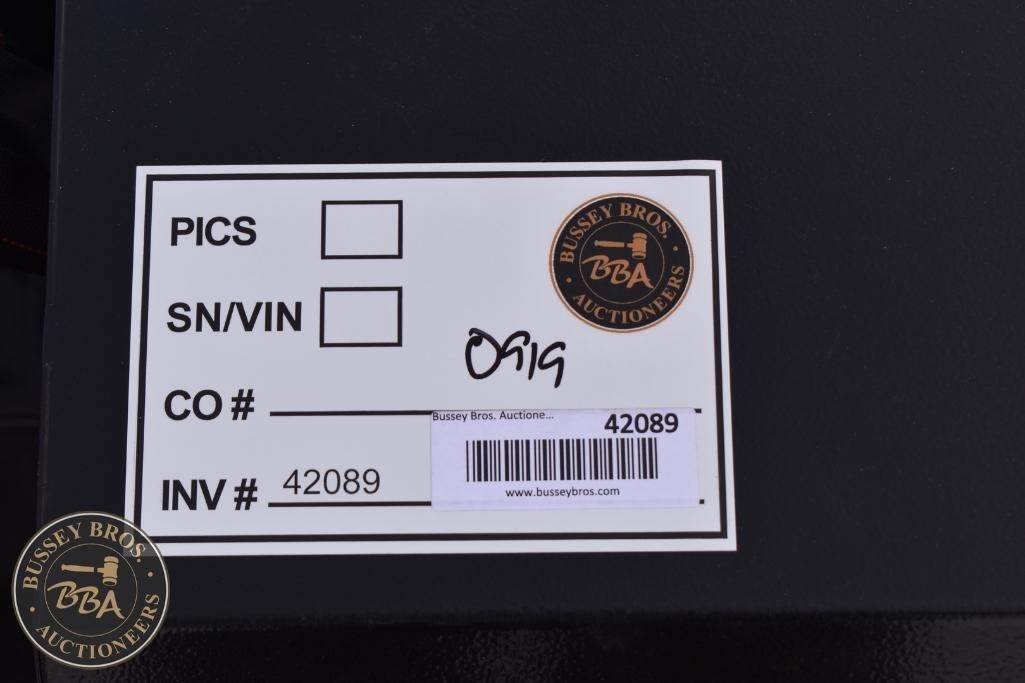 PICS
BUSSEY BROS.
BBA
AUCTIONEERS
SN/VIN
0919
CO #
Bussey Bros. Auctione...
42089
INV # 42089
www.busseybros.com
BUSSEY BROS.
BBA
AUCTIONEERS